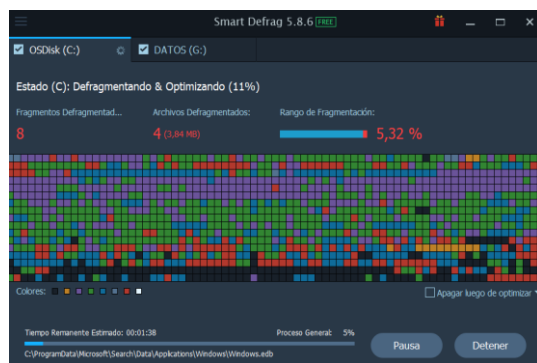 Smart Defrag 5.8.6 FREE
OSDisk (C:)
DATOS (G:)
Estado (C): Defragmentando & Optimizando (11%)
Fragmentos Defragmentad...
Archivos Defragmentados:
Rango de Fragmentación:
8
4 (3,84 MB)
5,32 %
Colores:
Apagar luego de optimizar
Tiempo Remanente Estimado: 00:01:38
Proceso General: 5%
C:\ProgramData\Microsoft\Search\Data\Applications\Windows\Windows.edb
Pausa
Detener